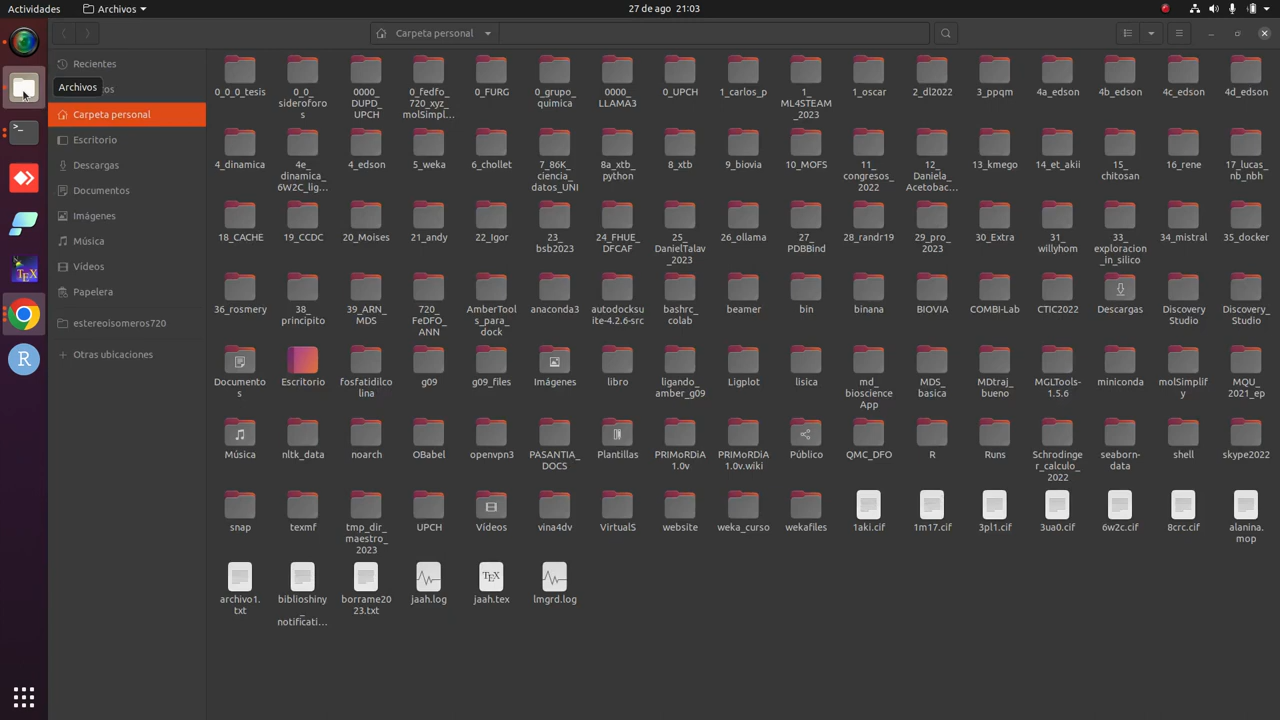 Actividades
Archivos
27 de ago 21:03
Carpeta personal
Recientes
Archivos
os
Carpeta personal
Escritorio
Descargas
Documentos
Imágenes
Música
Vídeos
Papelera
estereoisomeros720
Otras ubicaciones
0_0_0_tesis
0_0_
sideroforo
s
0000_
DUPD_
UPCH
0_fedfo_
720_xyz_
molSimpl...
0_FURG
0_grupo_
quimica
0000_
LLAMA3
0_UPCH
1_carlos_p
1_
ML4STEAM
_2023
1_oscar
2_dl2022
3_ppqm
4a_edson
4b_edson
4c_edson
4d_edson
4_dinamica
4e_
dinamica_
6W2C_lig...
4_edson
5_weka
6_chollet
7_86K_
ciencia_
datos_UNI
8a_xtb_
python
8_xtb
9_biovia
10_MOFS
11_
congresos_
2022
12_
Daniela_
Acetobac...
13_kmego
14_et_akii
15_
chitosan
16_rene
17_lucas_
nb_nbh
18_CACHE
19_CCDC
20_Moises
21_andy
22_Igor
23_
bsb2023
24_FHUE_
DFCAF
25_
DanielTalav
_2023
26_ollama
27_
PDBBind
28_randr19
29_pro_
2023
30_Extra
31_
willyhom
33_
exploracion
_in_silico
34_mistral
35_docker
36_rosmery
38_
principito
39_ARN_
MDS
720_
FeDFO_
ANN
AmberTool
s_para_
dock
anaconda3
autodocksu
ite-4.2.6-src
bashrc_
colab
beamer
bin
binana
BIOVIA
COMBI-Lab
CTIC2022
Descargas
Discovery
Studio
Discovery_
Studio
Documento
s
Escritorio
fosfatidilco
lina
g09
g09_files
Imágenes
libro
ligando_
amber_g09
Ligplot
lisica
md_
bioscience
App
MDS_
basica
MDtraj_
bueno
MGLTools-
1.5.6
miniconda
molSimplif
y
MQU_
2021_ep
Música
nltk_data
noarch
OBabel
openvpn3
PASANTIA_
DOCS
Plantillas
PRIMoRDiA
1.0v
PRIMoRDiA
1.0v.wiki
Público
QMC_DFO
R
Runs
Schrodinge
r_calculo_
2022
seaborn-
data
shell
skype2022
snap
texmf
tmp_dir_
maestro_
2023
UPCH
Vídeos
vina4dv
VirtualS
website
weka_curso
wekafiles
1aki.cif
1m17.cif
3pl1.cif
3ua0.cif
6w2c.cif
8crc.cif
alanina.
mop
archivo1.
txt
biblioshiny
_
notificati...
borrame20
23.txt
jaah.log
jaah.tex
lmgrd.log